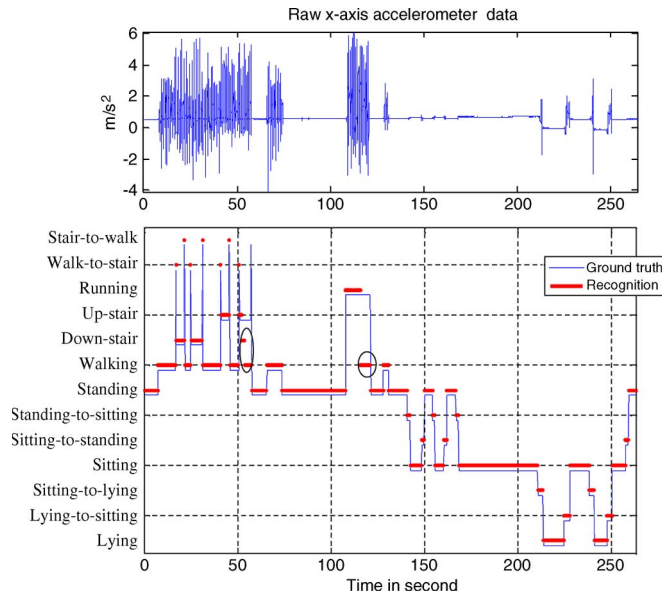 Raw x-axis accelerometer data
m/s²
6
4
2
0
-2
-4
0
50
100
150
200
250
Stair-to-walk
Walk-to-stair
Running
Up-stair
Down-stair
Walking
Standing
Standing-to-sitting
Sitting-to-standing
Sitting
Sitting-to-lying
Lying-to-sitting
Lying
Ground truth
Recognition
0
50
100
150
200
250
Time in second